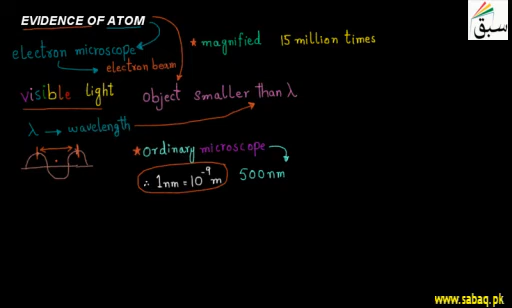 EVIDENCE OF ATOM
سبق
electron microscope
★ magnified 15 million times
electron beam
visible light
object smaller than λ
λ → wavelength
★ ordinary microscope
∴ 1nm = 10⁻⁹ m
500nm
www.sabaq.pk